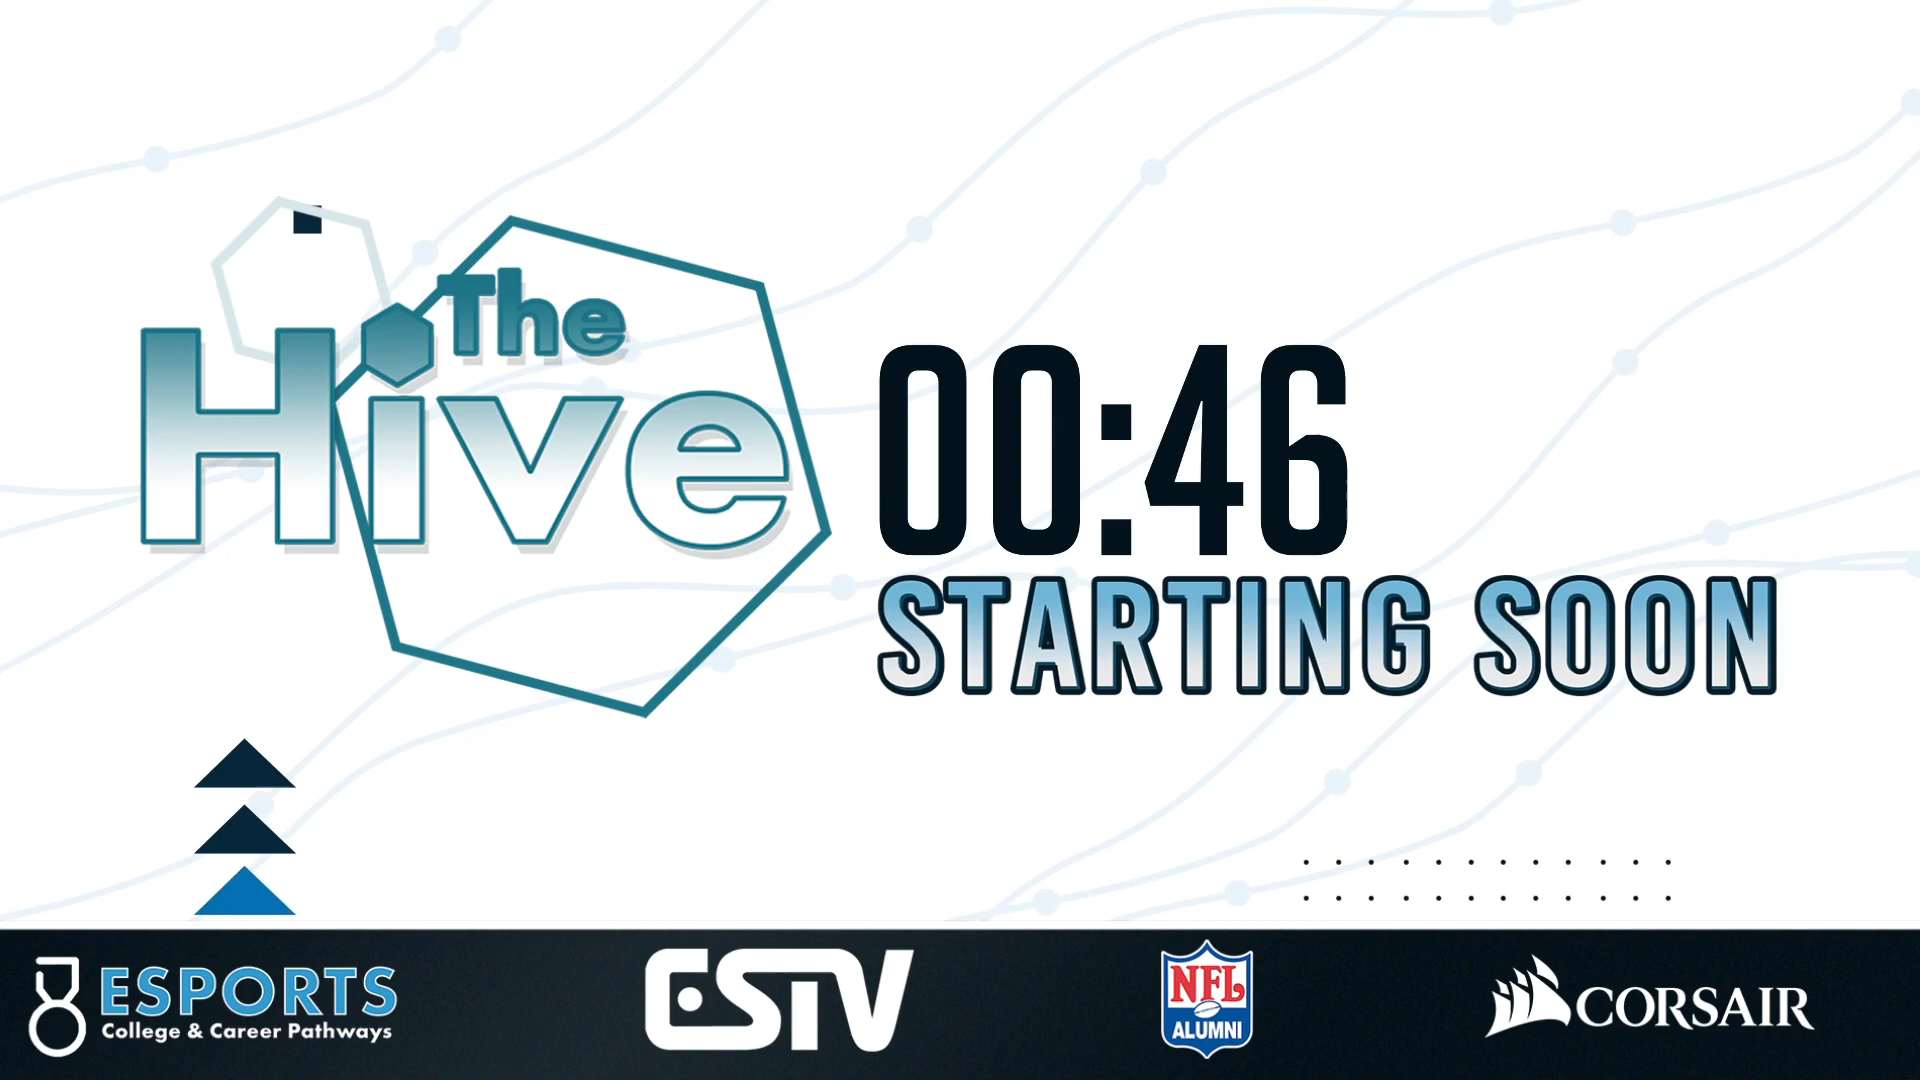 The
Hive
00:46
STARTING SOON
ESPORTS
College & Career Pathways
ESTV
NFL
ALUMNI
CORSAIR